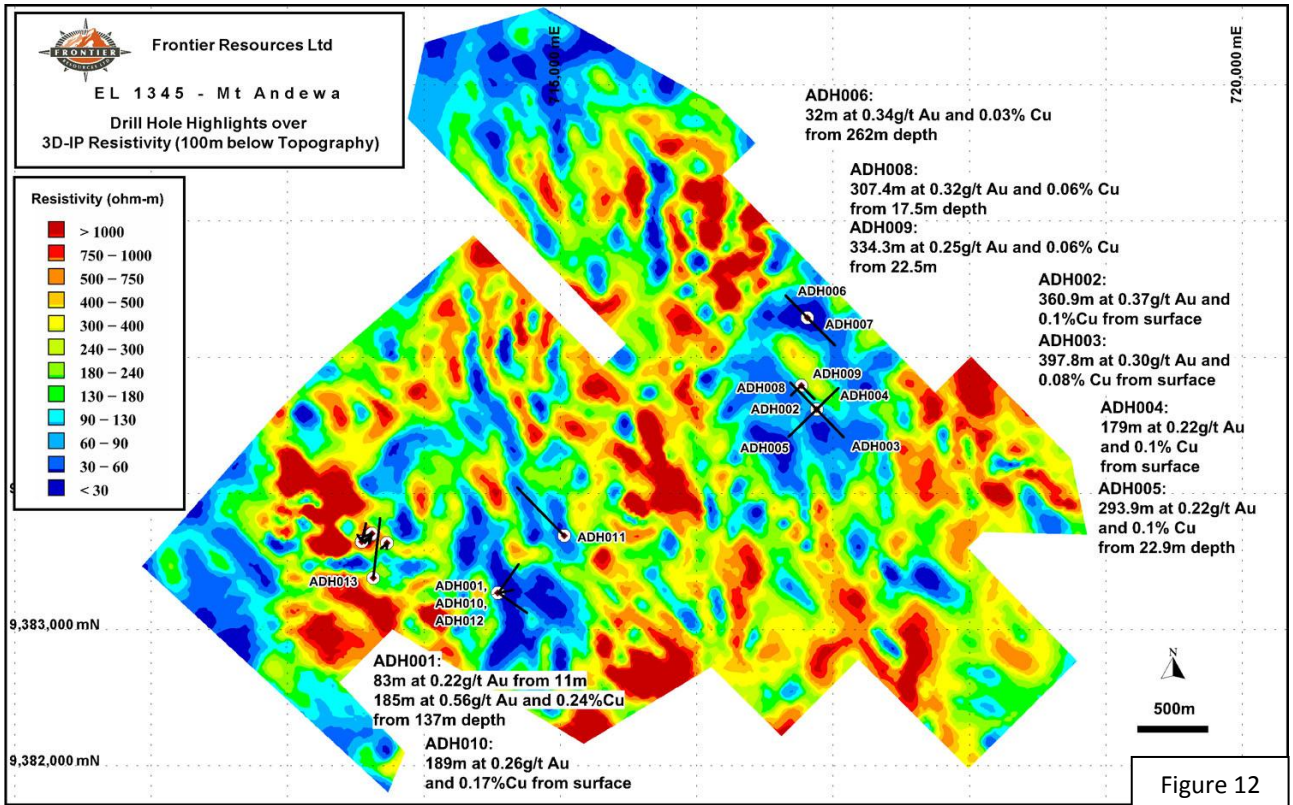 FRONTIER
RESOURCES LTD
Frontier Resources Ltd
EL 1345 - Mt Andewa
Drill Hole Highlights over
3D-IP Resistivity (100m below Topography)
Resistivity (ohm-m)
> 1000
750 – 1000
500 – 750
400 – 500
300 – 400
240 – 300
180 – 240
130 – 180
90 – 130
60 – 90
30 – 60
< 30
715,000 mE
720,000 mE
ADH006:
32m at 0.34g/t Au and 0.03% Cu
from 262m depth
ADH008:
307.4m at 0.32g/t Au and 0.06% Cu
from 17.5m depth
ADH009:
334.3m at 0.25g/t Au and 0.06% Cu
from 22.5m
ADH002:
360.9m at 0.37g/t Au and
0.1%Cu from surface
ADH003:
397.8m at 0.30g/t Au and
0.08% Cu from surface
ADH004:
179m at 0.22g/t Au
and 0.1% Cu
from surface
ADH005:
293.9m at 0.22g/t Au
and 0.1% Cu
from 22.9m depth
ADH006
ADH007
ADH009
ADH008
ADH004
ADH002
ADH005
ADH003
ADH011
ADH013
ADH001,
ADH010,
ADH012
9,383,000 mN
ADH001:
83m at 0.22g/t Au from 11m
185m at 0.56g/t Au and 0.24%Cu
from 137m depth
ADH010:
189m at 0.26g/t Au
and 0.17%Cu from surface
9,382,000 mN
N
500m
Figure 12